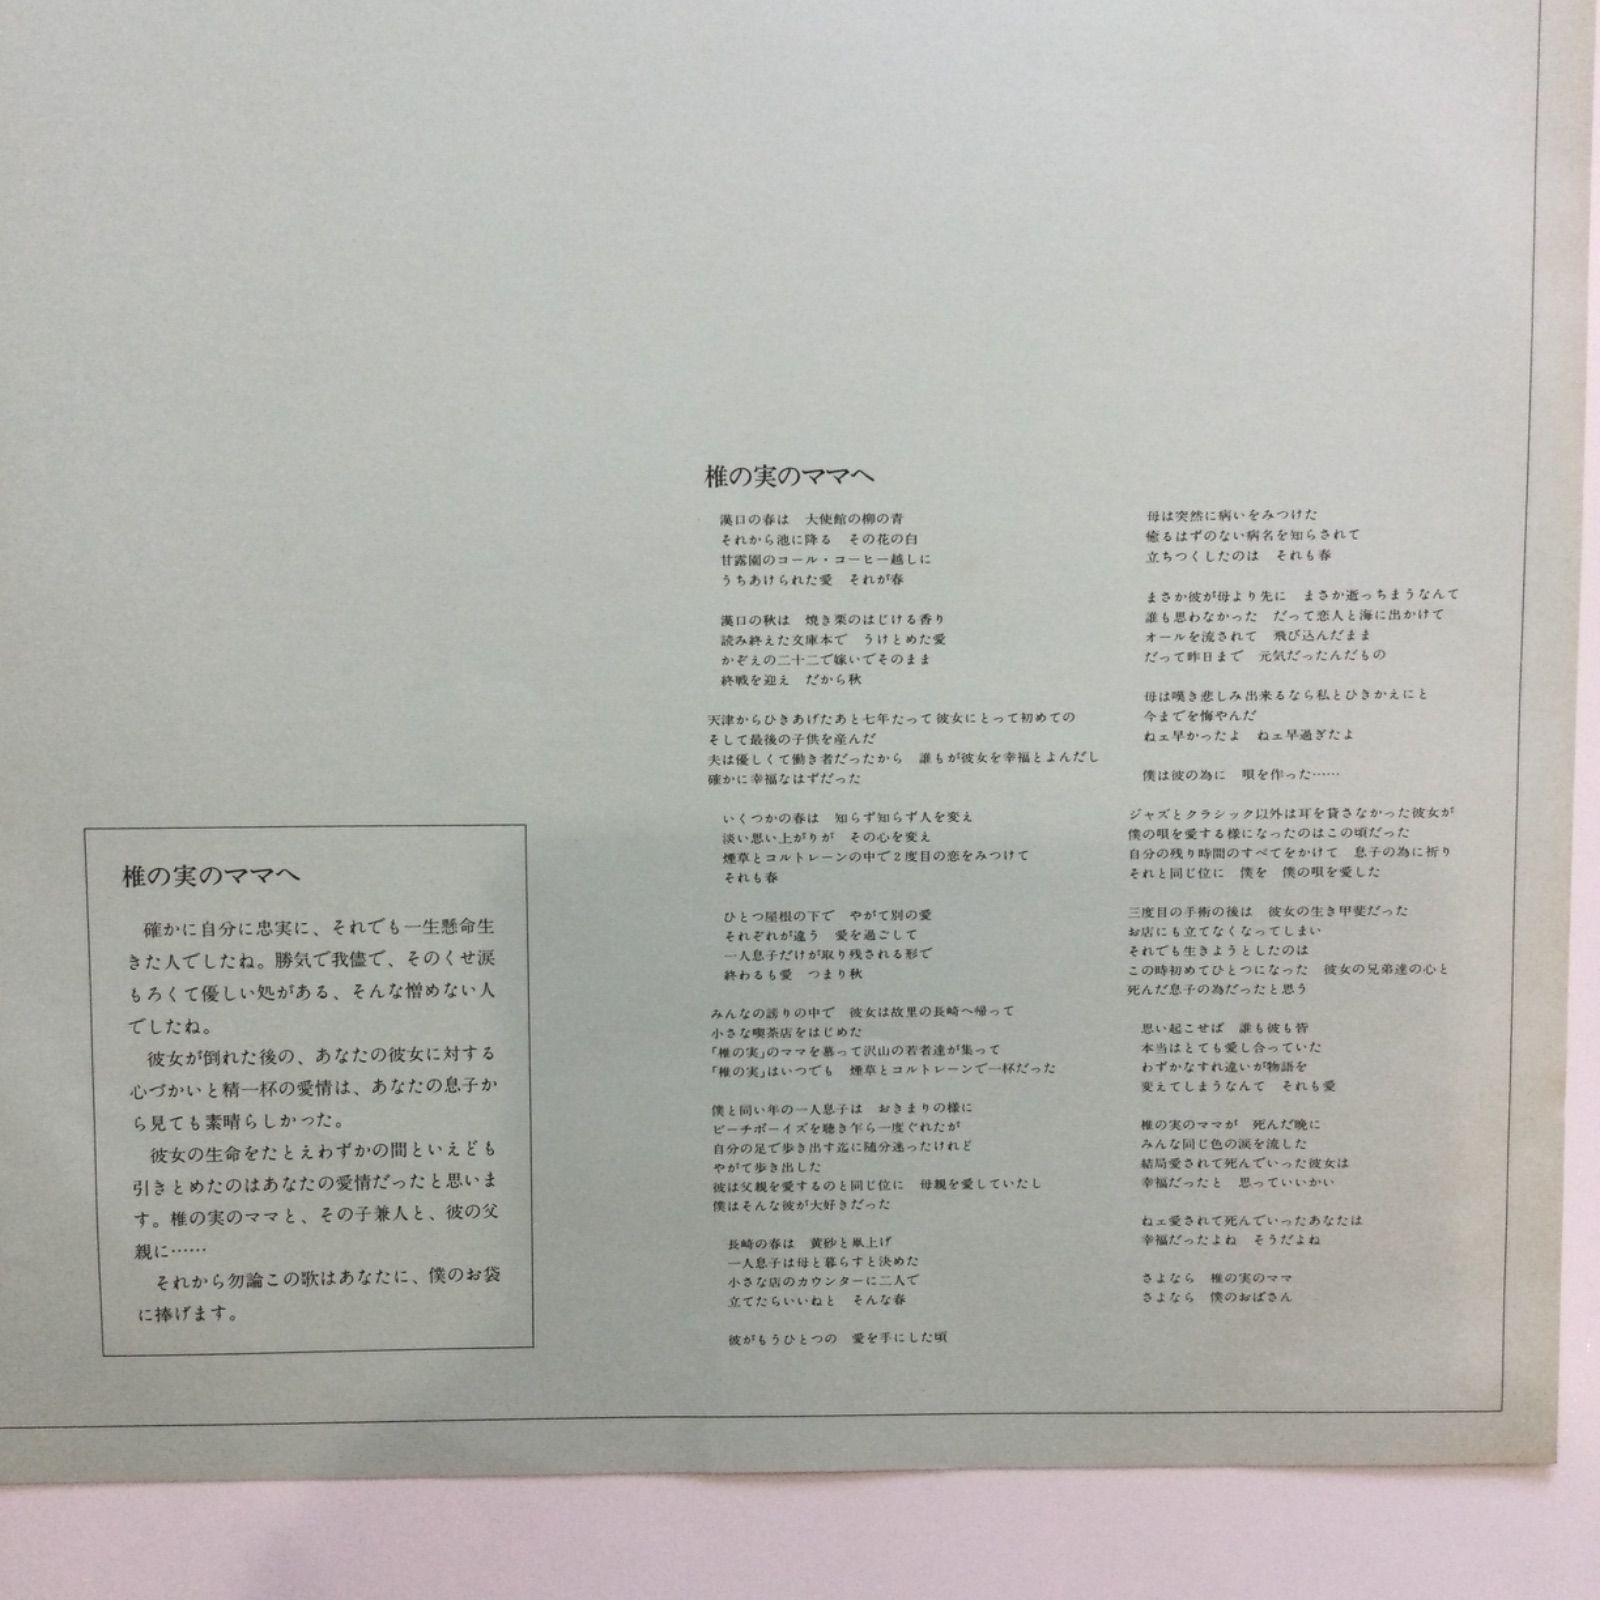 椎の実のママへ
確かに自分に忠実に、それでも一生懸命生
きた人でしたね。勝気で我儘で、そのくせ涙
もろくて優しい処がある、そんな憎めない人
でしたね。
彼女が倒れた後の、あなたの彼女に対する
心づかいと精一杯の愛情は、あなたの息子か
ら見ても素晴らしかった。
彼女の生命をたとえわずかの間といえども
引きとめたのはあなたの愛情だったと思いま
す。椎の実のママと、その子兼人と、彼の父
親に……
それから勿論この歌はあなたに、僕のお袋
に捧げます。
椎の実のママへ
漢口の春は　大使館の柳の青
それから池に降る　その花の白
甘露園のコール・コーヒー越しに
うちあけられた愛　それが春
漢口の秋は　焼き栗のはじける香り
読み終えた文庫本で　うけとめた愛
かぞえの二十二で嫁いでそのまま
終戦を迎え　だから秋
天津からひきあげたあと七年たって 彼女にとって初めての
そして最後の子供を産んだ
夫は優しくて働き者だったから　誰もが彼女を幸福とよんだし
確かに幸福なはずだった
いくつかの春は　知らず知らず人を変え
淡い思い上がりが　その心を変え
煙草とコルトレーンの中で2度目の恋をみつけて
それも春
ひとつ屋根の下で　やがて別の愛
それぞれが違う　愛を過ごして
一人息子だけが取り残される形で
終わるも愛　つまり秋
みんなの謗りの中で　彼女は故里の長崎へ帰って
小さな喫茶店をはじめた
「椎の実」のママを慕って沢山の若者達が集って
「椎の実」はいつでも　煙草とコルトレーンで一杯だった
僕と同い年の一人息子は　おきまりの様に
ビーチボーイズを聴き乍ら一度ぐれたが
自分の足で歩き出す迄に随分迷ったけれど
やがて歩き出した
彼は父親を愛するのと同じ位に　母親を愛していたし
僕はそんな彼が大好きだった
長崎の春は　黄砂と凧上げ
一人息子は母と暮らすと決めた
小さな店のカウンターに二人で
立てたらいいねと　そんな春
彼がもうひとつの　愛を手にした頃
母は突然に病いをみつけた
癒るはずのない病名を知らされて
立ちつくしたのは　それも春
まさか彼が母より先に　まさか逝っちまうなんて
誰も思わなかった　だって恋人と海に出かけて
オールを流されて　飛び込んだまま
だって昨日まで　元気だったんだもの
母は嘆き悲しみ出来るなら私とひきかえにと
今までを悔やんだ
ねェ早かったよ　ねェ早過ぎたよ
僕は彼の為に　唄を作った……
ジャズとクラシック以外は耳を貸さなかった彼女が
僕の唄を愛する様になったのはこの頃だった
自分の残り時間のすべてをかけて　息子の為に祈り
それと同じ位に　僕を　僕の唄を愛した
三度目の手術の後は　彼女の生き甲斐だった
お店にも立てなくなってしまい
それでも生きようとしたのは
この時初めてひとつになった　彼女の兄弟達の心と
死んだ息子の為だったと思う
思い起こせば　誰も彼も皆
本当はとても愛し合っていた
わずかなすれ違いが物語を
変えてしまうなんて　それも愛
椎の実のママが　死んだ晩に
みんな同じ色の涙を流した
結局愛されて死んでいった彼女は
幸福だったと　思っていいかい
ねェ愛されて死んでいったあなたは
幸福だったよね　そうだよね
さよなら　椎の実のママ
さよなら　僕のおばさん